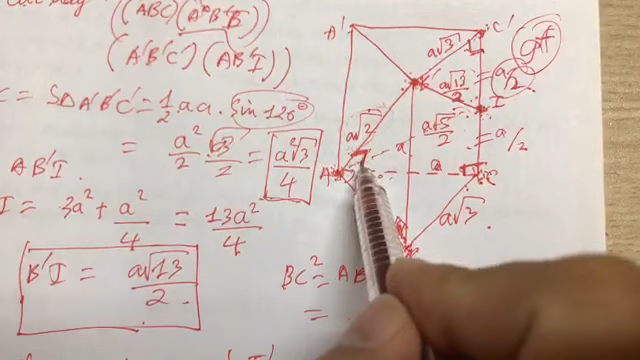 (ABC)(A'B'B)
(A'B'C')(AB'I)
C = S∆A'B'C' = 1/2 a.a. Sin 120°
= a²/2 √3/2 = a²√3/4
AB'I.
I = 3a² + a²/4 = 13a²/4
B'I = a√13/2
BC² = AB
=
A'
C'
a√3
a√13/2
= a/2
I
a√2
a√5/2
= a/2
a
a
A
a√3